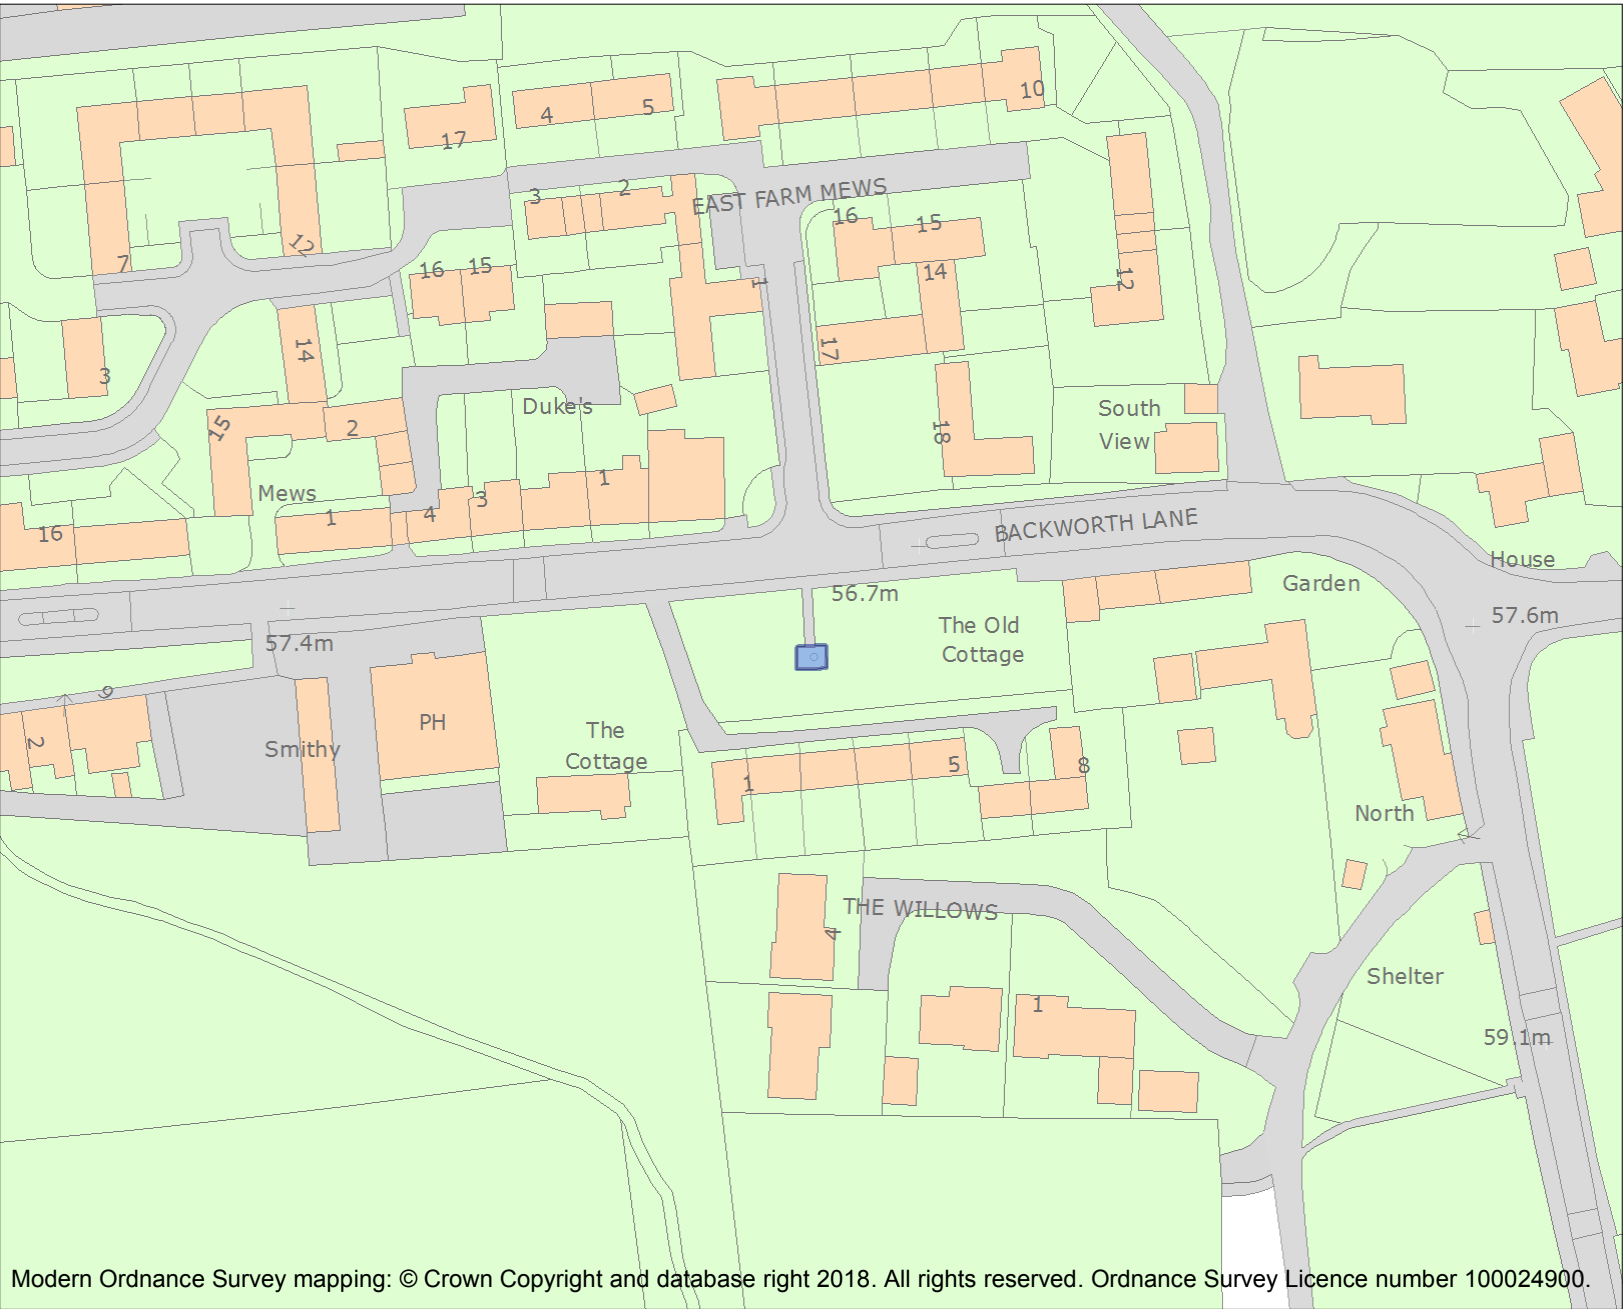 10
4
5
17
EAST FARM MEWS
3
2
16
15
12
7
16
15
14
12
1
14
17
3
Duke's
South
View
15
2
18
Mews
1
3
1
4
16
BACKWORTH LANE
House
Garden
56.7m
57.6m
The Old
Cottage
57.4m
9
2
PH
Smithy
The
Cottage
1
5
8
North
THE WILLOWS
4
Shelter
1
59.1m
Modern Ordnance Survey mapping: © Crown Copyright and database right 2018. All rights reserved. Ordnance Survey Licence number 100024900.